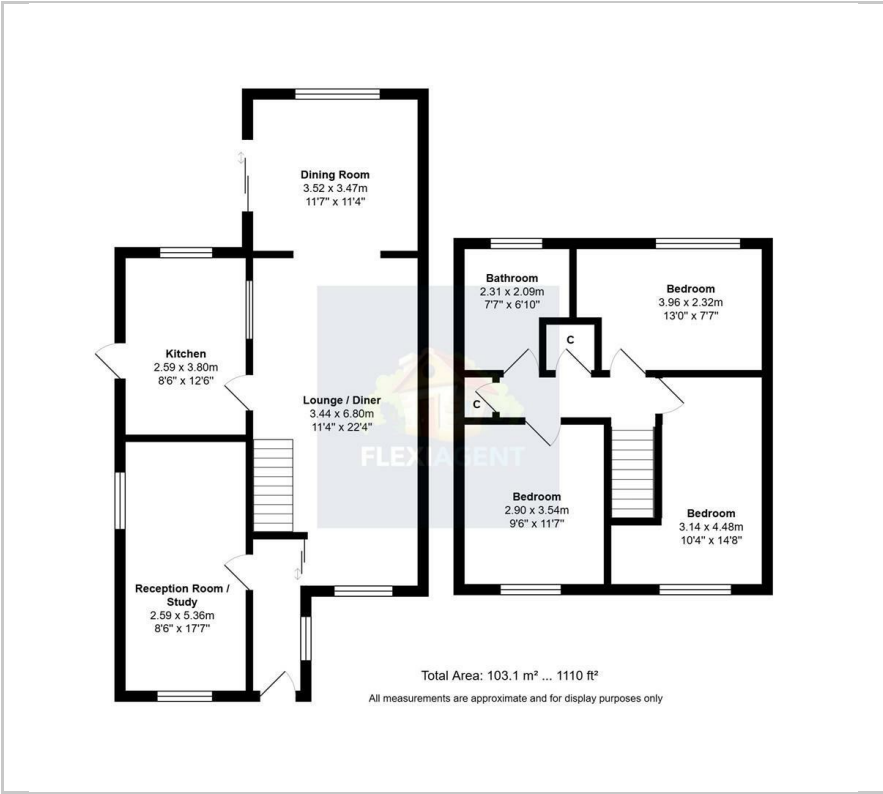 Dining Room
3.52 x 3.47m
11'7" x 11'4"
Kitchen
2.59 x 3.80m
8'6" x 12'6"
Lounge / Diner
3.44 x 6.80m
11'4" x 22'4"
Reception Room /
Study
2.59 x 5.36m
8'6" x 17'7"
Bathroom
2.31 x 2.09m
7'7" x 6'10"
Bedroom
3.96 x 2.32m
13'0" x 7'7"
C
C
Bedroom
2.90 x 3.54m
9'6" x 11'7"
Bedroom
3.14 x 4.48m
10'4" x 14'8"
FLEXIAGENT
Total Area: 103.1 m² ... 1110 ft²
All measurements are approximate and for display purposes only